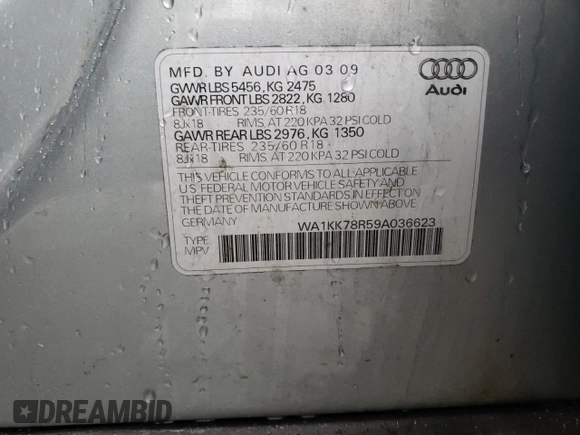 MFD. BY AUDI AG 03 09
GVWR LBS 5456, KG 2475
GAWR FRONT LBS 2822, KG 1280
FRONT-TIRES 235/60 R18
8Jx18 RIMS, AT 220 KPA 32 PSI COLD
GAWR REAR LBS 2976, KG 1350
REAR-TIRES 235/60 R18
8Jx18 RIMS, AT 220 KPA 32 PSI COLD
Audi
THIS VEHICLE CONFORMS TO ALL APPLICABLE
U.S. FEDERAL MOTOR VEHICLE SAFETY AND
THEFT PREVENTION STANDARDS IN EFFECT ON
THE DATE OF MANUFACTURE SHOWN ABOVE.
GERMANY WA1KK78R59A036623
TYPE
MPV
DREAMBID